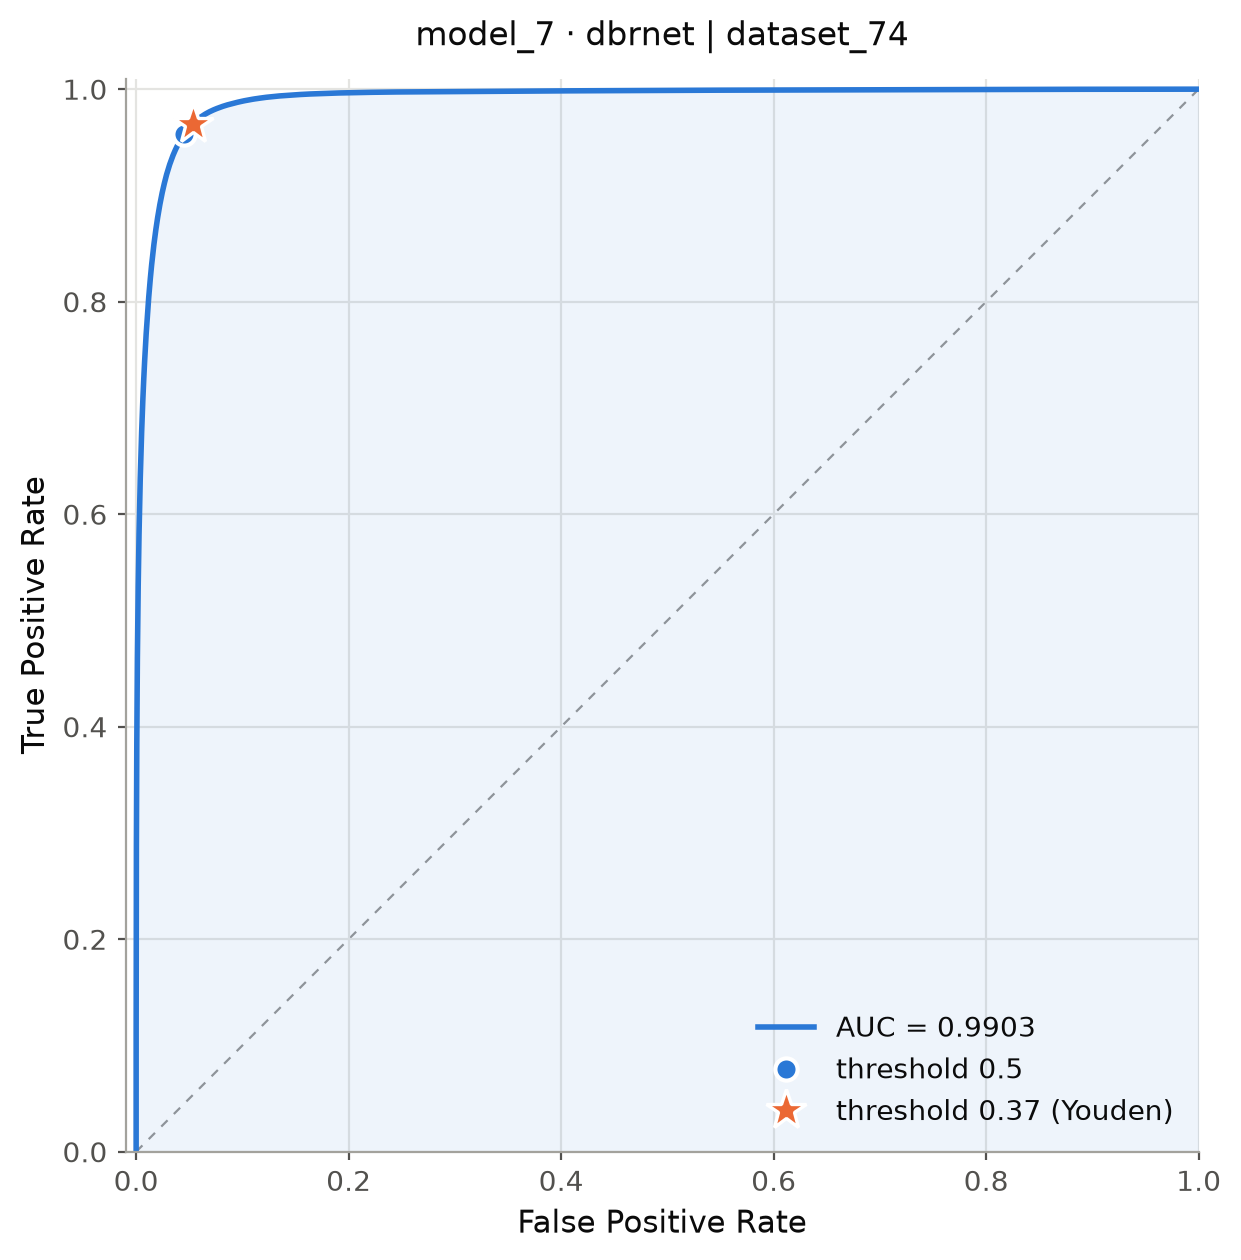 model_7 · dbrnet | dataset_74
True Positive Rate
1.0
0.8
0.6
0.4
0.2
0.0
0.0 0.2 0.4 0.6 0.8 1.0
False Positive Rate
AUC = 0.9903
threshold 0.5
threshold 0.37 (Youden)